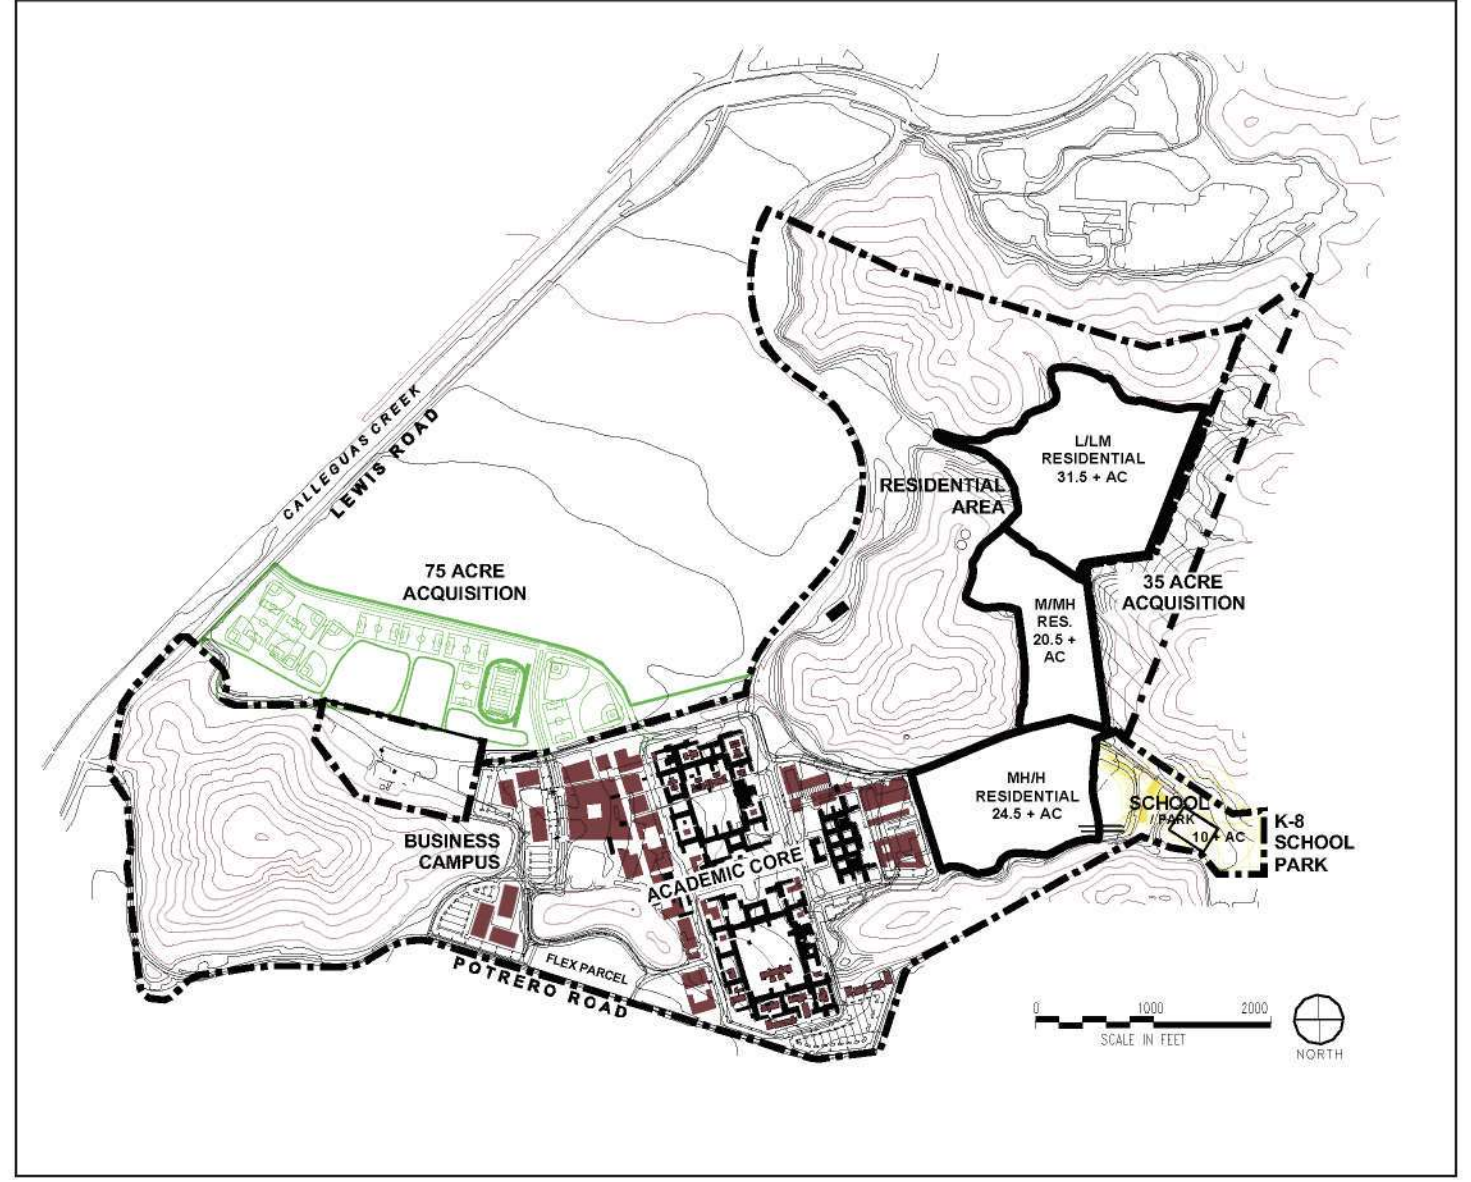 CALLEGUAS CREEK
LEWIS ROAD
L/LM
RESIDENTIAL
31.5 + AC
RESIDENTIAL
AREA
75 ACRE
ACQUISITION
35 ACRE
ACQUISITION
M/MH
RES.
20.5 +
AC
MH/H
RESIDENTIAL
24.5 + AC
SCHOOL
/ PARK
10 + AC
K-8
SCHOOL
PARK
BUSINESS
CAMPUS
ACADEMIC CORE
FLEX PARCEL
POTRERO ROAD
0 1000 2000
SCALE IN FEET
NORTH